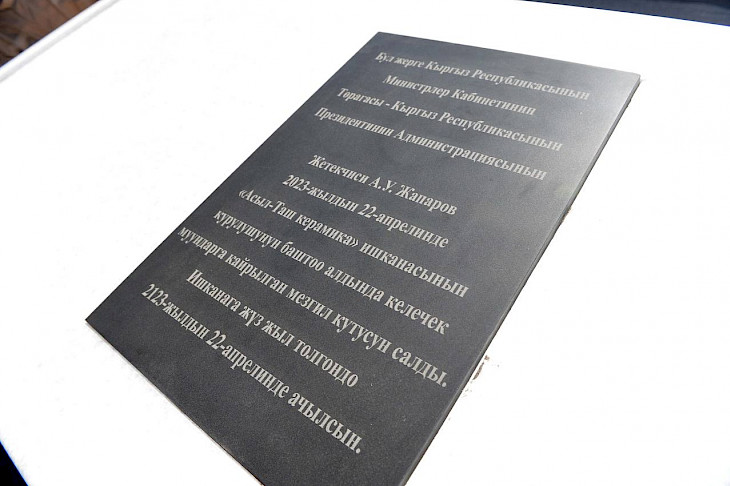 Бул жерге Кыргыз Республикасынын
Министрлер Кабинетинин
Төрагасы - Кыргыз Республикасынын
Президентинин Администрациясынын
Жетекчиси А.У. Жапаров
2023-жылдын 22-апрелинде
«Асыл-Таш керамика» ишканасынын
курулушунун баштоо алдында келечек
муундарга кайрылган мезгил кутусун салды.
Ишканага жүз жыл толгондо
2123-жылдын 22-апрелинде ачылсын.